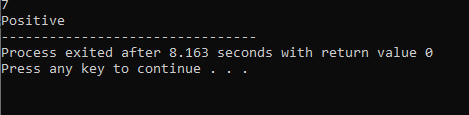 7
Positive
--------------------------------
Process exited after 8.163 seconds with return value 0
Press any key to continue . . .